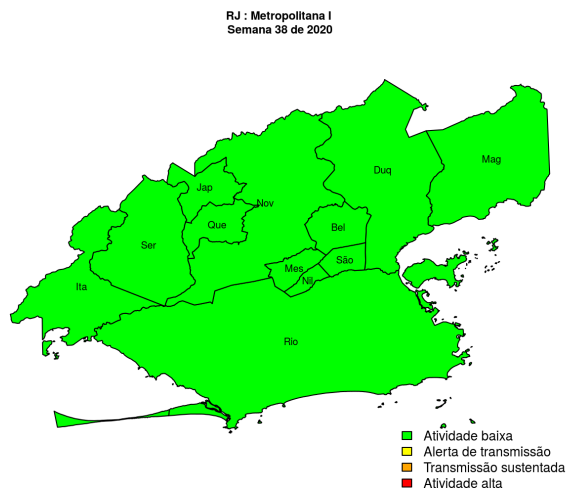 RJ : Metropolitana I
Semana 38 de 2020
Mag
Duq
Jap
Nov
Que
Bel
Ser
São
Mes
Nil
Ita
Rio
Atividade baixa
Alerta de transmissão
Transmissão sustentada
Atividade alta